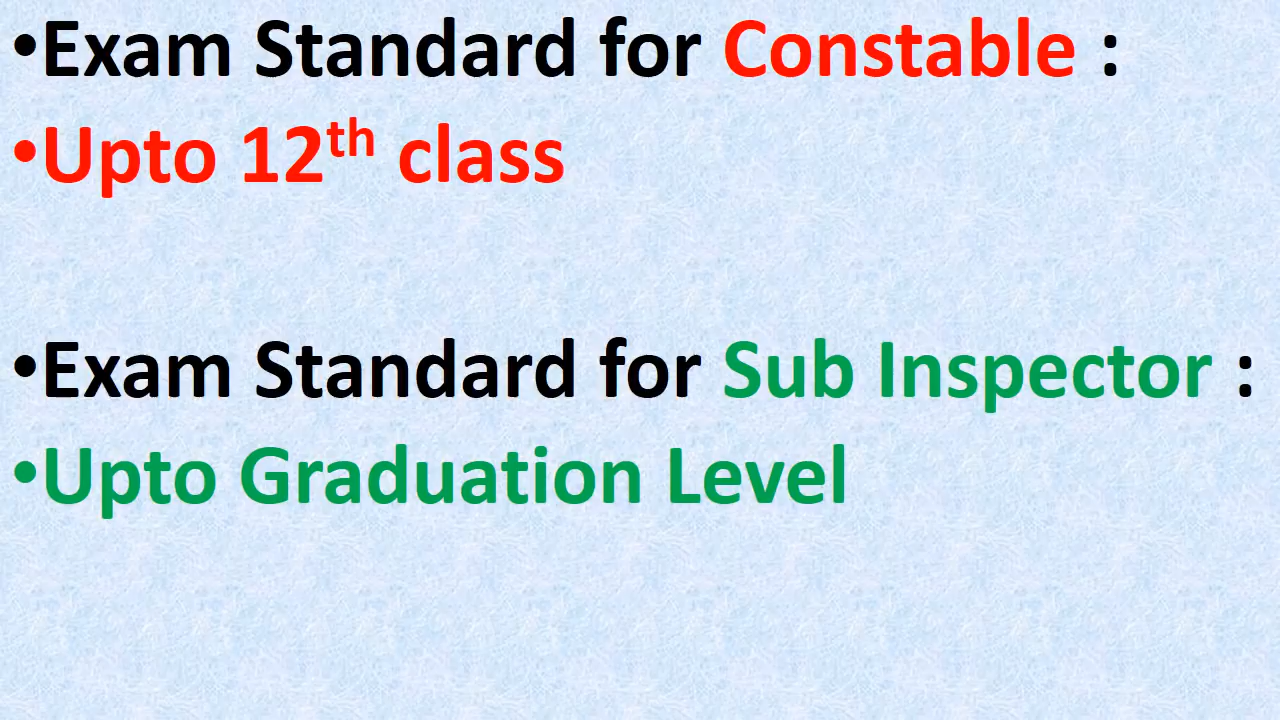 •Exam Standard for Constable :
•Upto 12th class
•Exam Standard for Sub Inspector :
•Upto Graduation Level